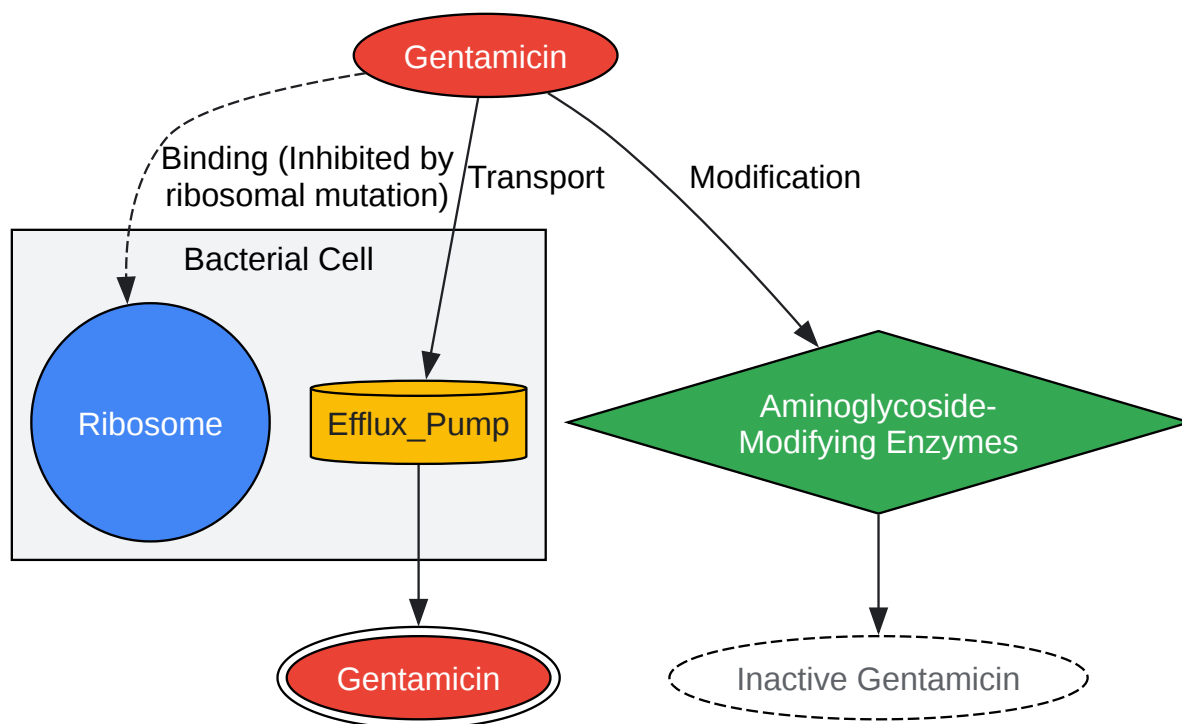 Gentamicin
Binding (Inhibited by
ribosomal mutation)
Transport
Modification
Bacterial Cell
Ribosome
Efflux_Pump
Aminoglycoside-
Modifying Enzymes
Gentamicin
Inactive Gentamicin